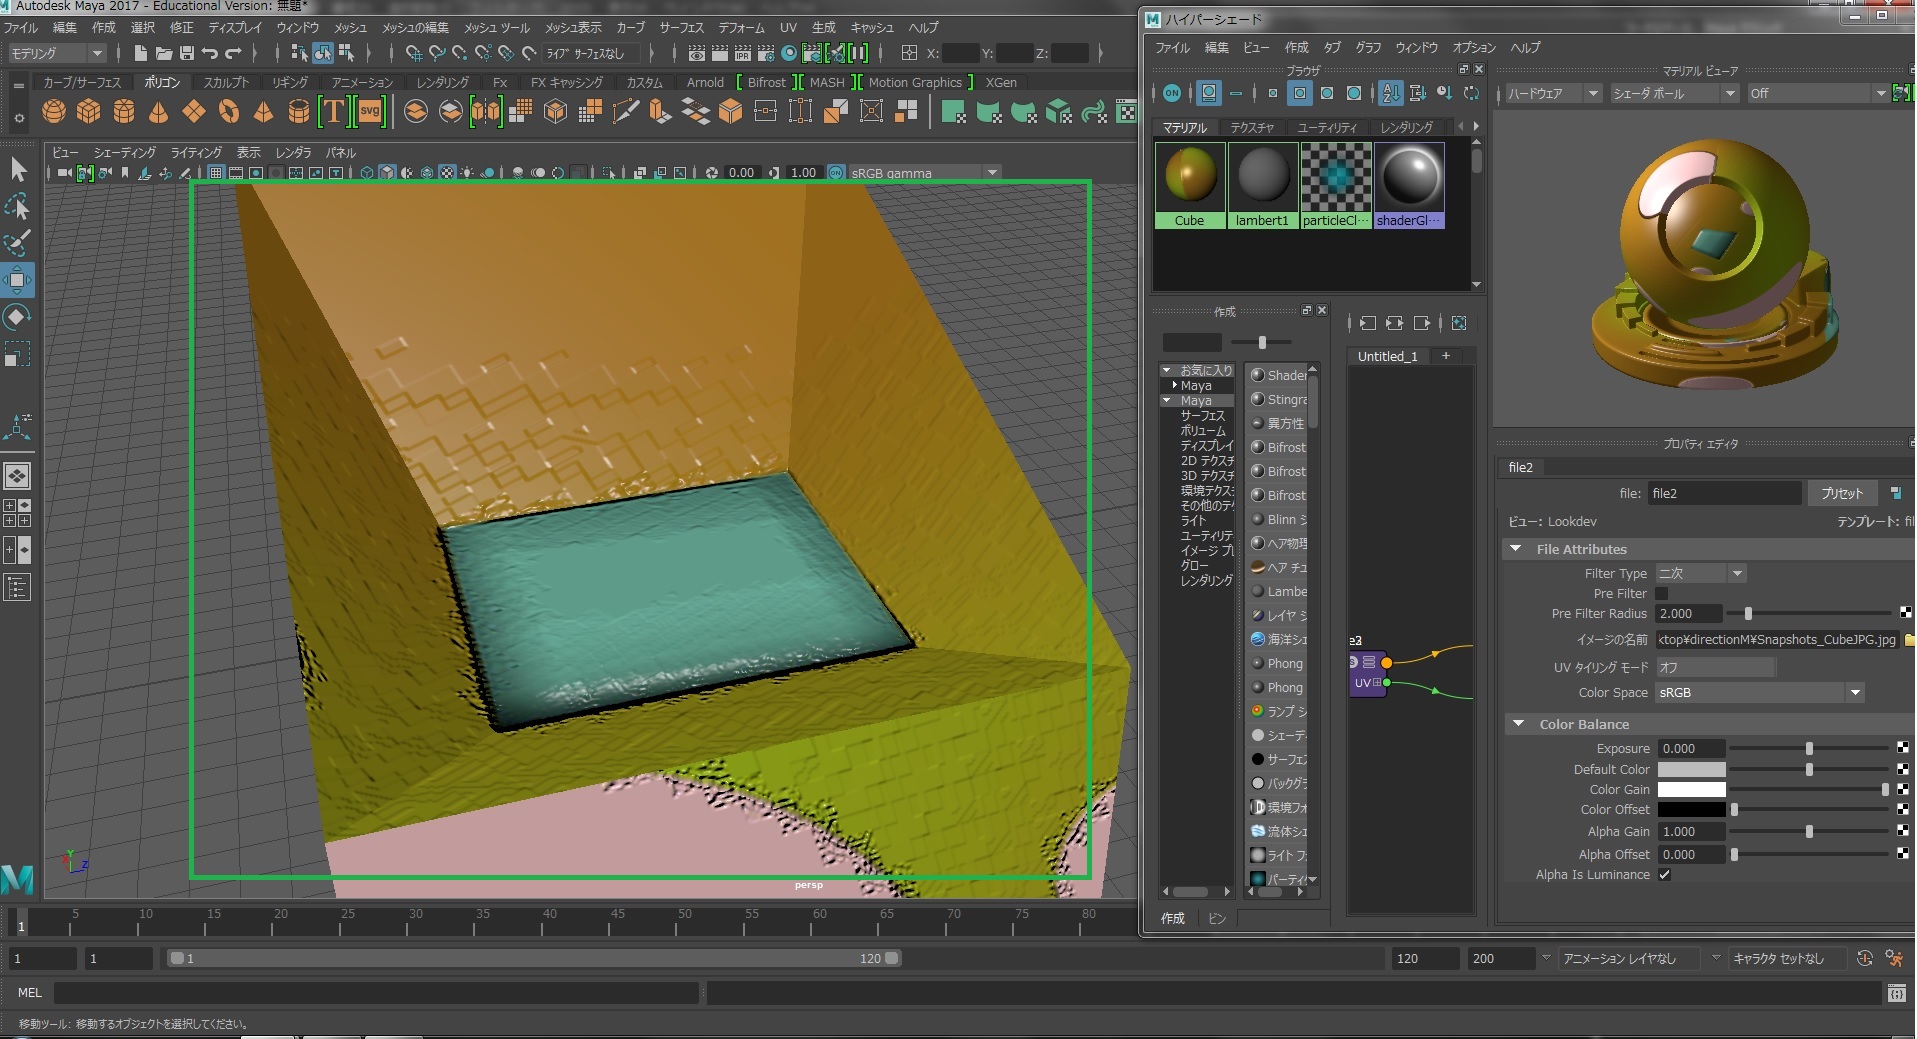 Autodesk Maya 2017 - Educational Version: 無題*
ファイル 編集 作成 選択 修正 ディスプレイ ウィンドウ メッシュ メッシュの編集 メッシュ ツール メッシュ表示 カーブ サーフェス デフォーム UV 生成 キャッシュ ヘルプ
モデリング
ライブ サーフェスなし
X: Y: Z:
カーブ/サーフェス ポリゴン スカルプト リギング アニメーション レンダリング Fx FX キャッシング カスタム Arnold Bifrost MASH Motion Graphics XGen
T SVG
ビュー シェーディング ライティング 表示 レンダラ パネル
0.00 1.00 ON sRGB gamma
persp
Y X Z
1 5 10 15 20 25 30 35 40 45 50 55 60 65 70 75 80
1 1 1 120 120 200 アニメーション レイヤなし キャラクタ セットなし
MEL
移動ツール: 移動するオブジェクトを選択してください。
ハイパーシェード
ファイル 編集 ビュー 作成 タブ グラフ ウィンドウ オプション ヘルプ
ブラウザ
ON
マテリアル テクスチャ ユーティリティ レンダリング
Cube lambert1 particleCl… shaderGl…
作成
お気に入り
Maya
Maya
サーフェス
ボリューム
ディスプレイ
2D テクスチ
3D テクスチ
環境テクス
その他のテ
ライト
ユーティリテ
イメージ プレ
グロー
レンダリング
Shader
Stingra
異方性
Bifrost
Bifrost
Bifrost
Blinn シ
ヘア物理
ヘア チュ
Lambe
レイヤ シ
海洋シェ
Phong
Phong
ランプ シ
シェーディ
サーフェ
バックグラ
環境フォ
流体シェ
ライト フ
パーティ
作成 ビン
Untitled_1 +
UV
マテリアル ビューア
ハードウェア シェーダ ボール Off
プロパティ エディタ
file2
file: file2 プリセット
ビュー: Lookdev テンプレート: fil
File Attributes
Filter Type 二次
Pre Filter
Pre Filter Radius 2.000
イメージの名前 ktop¥directionM¥Snapshots_CubeJPG.jpg
UV タイリング モード オフ
Color Space sRGB
Color Balance
Exposure 0.000
Default Color
Color Gain
Color Offset
Alpha Gain 1.000
Alpha Offset 0.000
Alpha Is Luminance